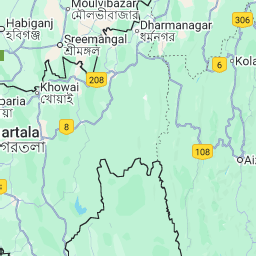 Habiganj
হবিগঞ্জ
Moulvibazar
মৌলভীবাজার
Dharmanagar
ধর্মনগর
306
Sreemangal
শ্রীমঙ্গল
6
Kola
208
Khowai
খোয়াই
8
artala
গরতলা
108
Aiz